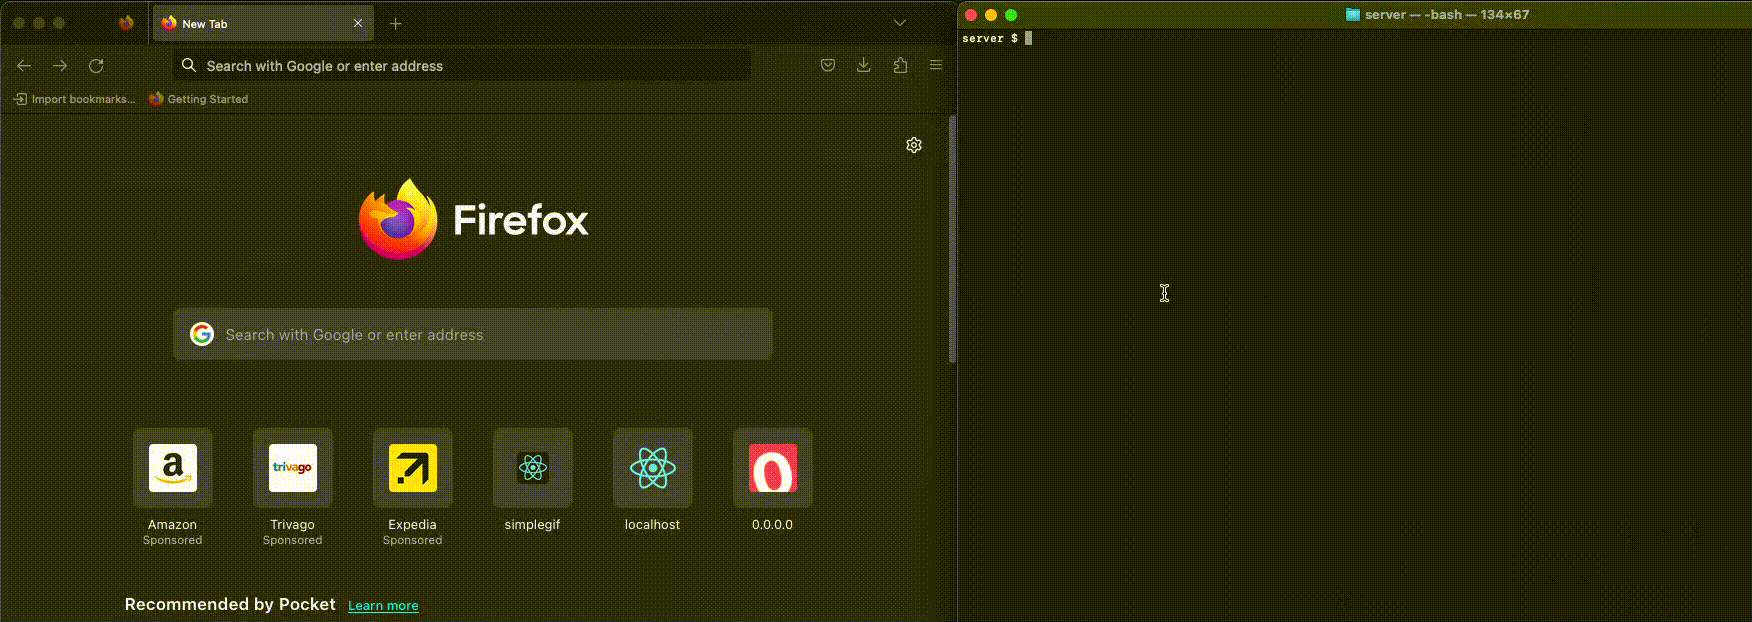 New Tab
Search with Google or enter address
Import bookmarks...
Getting Started
Firefox
Search with Google or enter address
a
trivago
Amazon
Sponsored
Trivago
Sponsored
Expedia
Sponsored
simplegif
localhost
0.0.0.0
Recommended by Pocket
Learn more
server — -bash — 134×67
server $